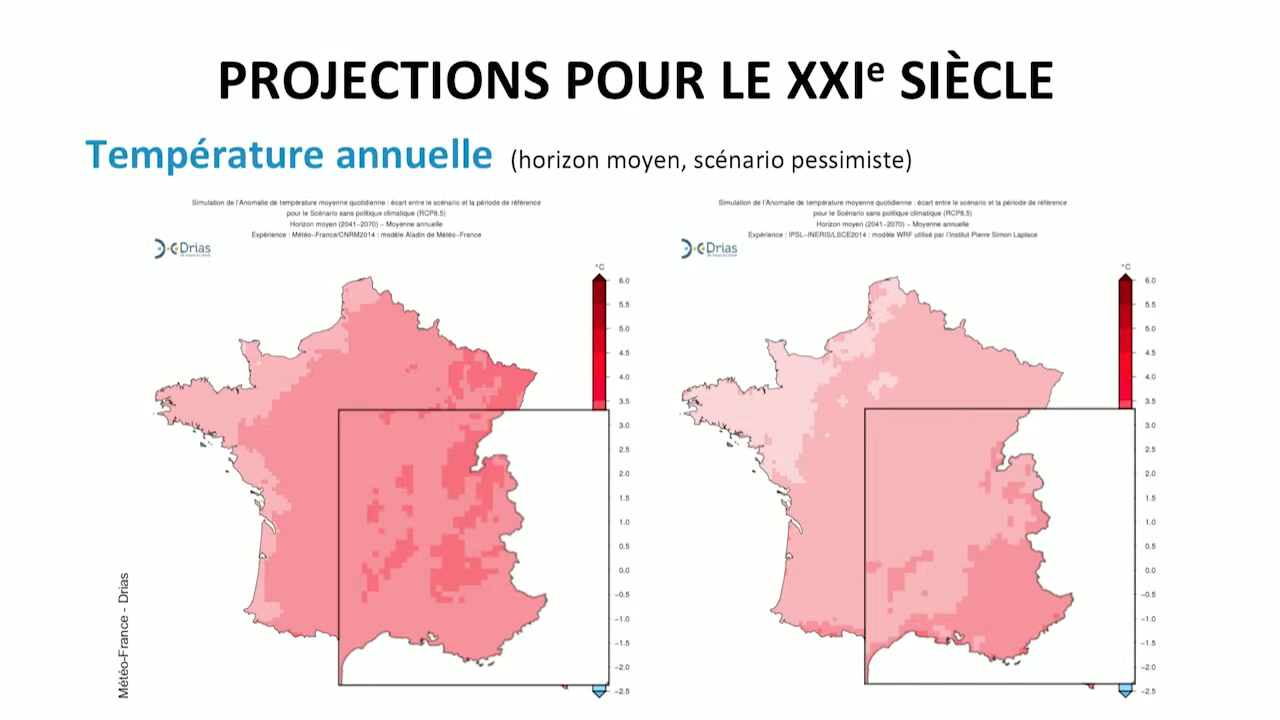 PROJECTIONS POUR LE XXIe SIÈCLE
Température annuelle (horizon moyen, scénario pessimiste)
Simulation de l'Anomalie de température moyenne quotidienne : écart entre le scénario et la période de référence
pour le Scénario sans politique climatique (RCP8.5)
Horizon moyen (2041-2070) - Moyenne annuelle
Expérience : Météo-France/CNRM2014 : modèle Aladin de Météo-France
Drias
°C
6.0
5.5
5.0
4.5
4.0
3.5
3.0
2.5
2.0
1.5
1.0
0.5
0.0
-0.5
-1.0
-1.5
-2.0
-2.5
Simulation de l'Anomalie de température moyenne quotidienne : écart entre le scénario et la période de référence
pour le Scénario sans politique climatique (RCP8.5)
Horizon moyen (2041-2070) - Moyenne annuelle
Expérience : IPSL-INERIS/LSCE2014 : modèle WRF utilisé par l'Institut Pierre Simon Laplace
Drias
°C
6.0
5.5
5.0
4.5
4.0
3.5
3.0
2.5
2.0
1.5
1.0
0.5
0.0
-0.5
-1.0
-1.5
-2.0
-2.5
Météo-France - Drias